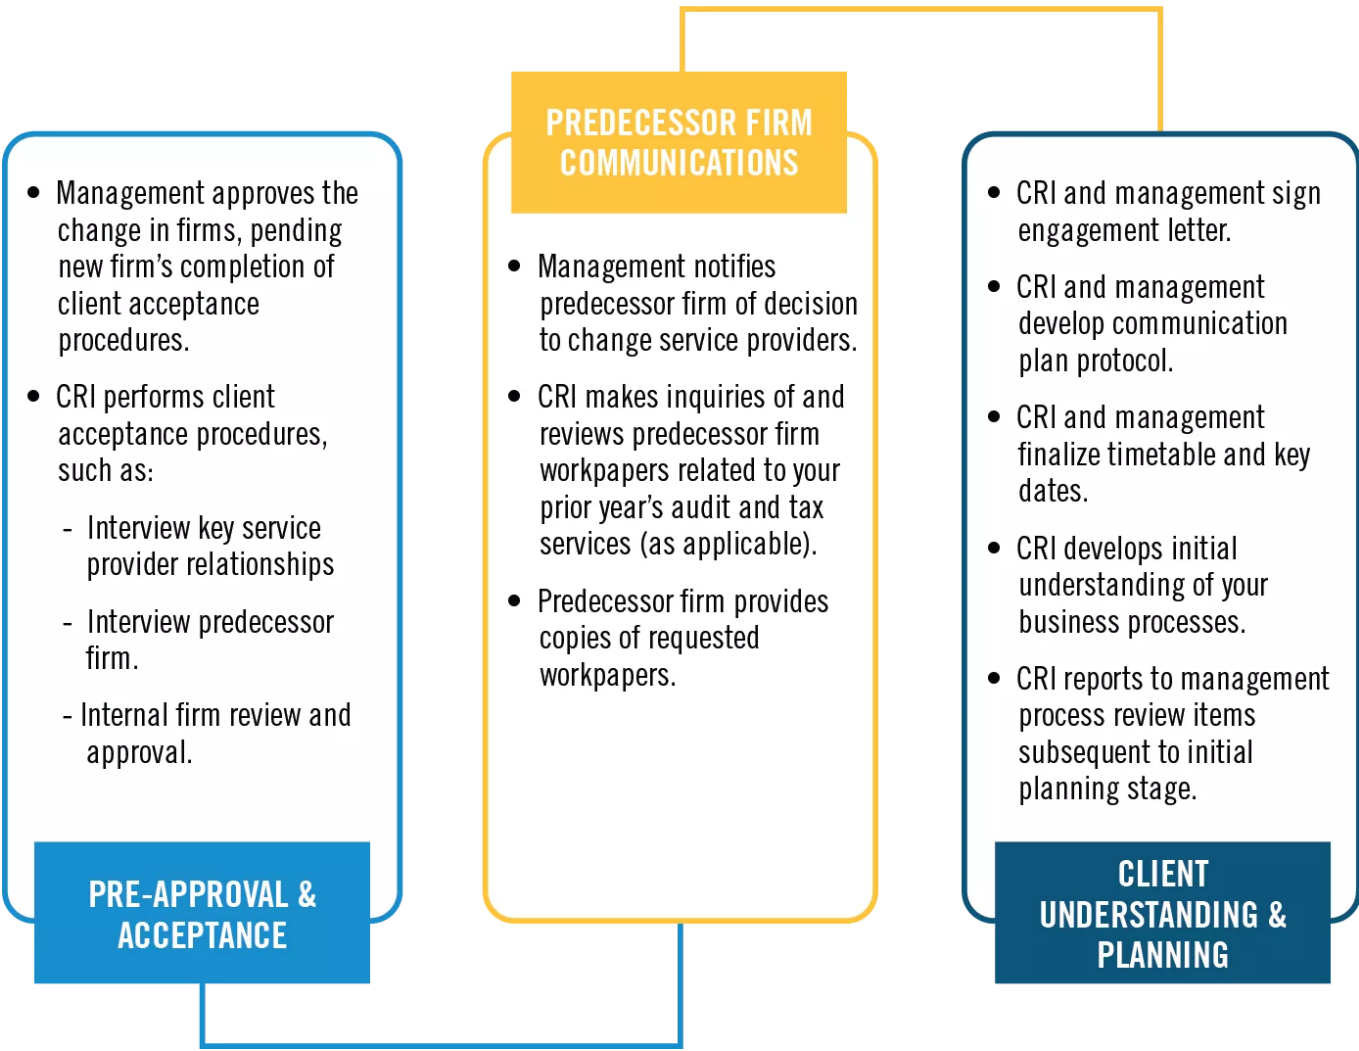 • Management approves the
change in firms, pending
new firm’s completion of
client acceptance
procedures.
• CRI performs client
acceptance procedures,
such as:
- Interview key service
provider relationships
- Interview predecessor
firm.
- Internal firm review and
approval.
PRE-APPROVAL &
ACCEPTANCE
PREDECESSOR FIRM
COMMUNICATIONS
• Management notifies
predecessor firm of decision
to change service providers.
• CRI makes inquiries of and
reviews predecessor firm
workpapers related to your
prior year’s audit and tax
services (as applicable).
• Predecessor firm provides
copies of requested
workpapers.
• CRI and management sign
engagement letter.
• CRI and management
develop communication
plan protocol.
• CRI and management
finalize timetable and key
dates.
• CRI develops initial
understanding of your
business processes.
• CRI reports to management
process review items
subsequent to initial
planning stage.
CLIENT
UNDERSTANDING &
PLANNING